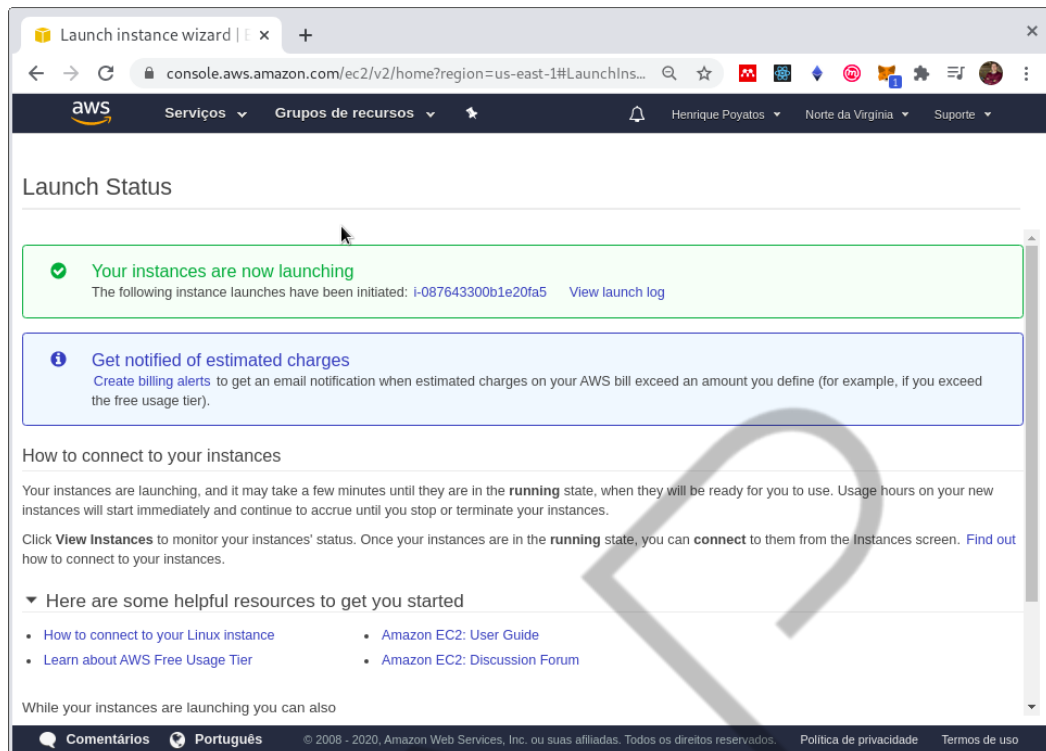 Launch instance wizard | E
console.aws.amazon.com/ec2/v2/home?region=us-east-1#LaunchIns...
1
aws Serviços Grupos de recursos Henrique Poyatos Norte da Virgínia Suporte
Launch Status
Your instances are now launching
The following instance launches have been initiated: i-087643300b1e20fa5 View launch log
Get notified of estimated charges
Create billing alerts to get an email notification when estimated charges on your AWS bill exceed an amount you define (for example, if you exceed
the free usage tier).
How to connect to your instances
Your instances are launching, and it may take a few minutes until they are in the running state, when they will be ready for you to use. Usage hours on your new
instances will start immediately and continue to accrue until you stop or terminate your instances.
Click View Instances to monitor your instances' status. Once your instances are in the running state, you can connect to them from the Instances screen. Find out
how to connect to your instances.
Here are some helpful resources to get you started
• How to connect to your Linux instance • Amazon EC2: User Guide
• Learn about AWS Free Usage Tier • Amazon EC2: Discussion Forum
While your instances are launching you can also
Comentários Português © 2008 - 2020, Amazon Web Services, Inc. ou suas afiliadas. Todos os direitos reservados. Política de privacidade Termos de uso